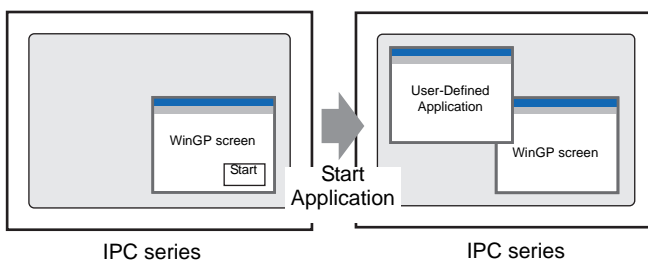 WinGP screen
Start
IPC series
Start
Application
User-Defined
Application
WinGP screen
IPC series